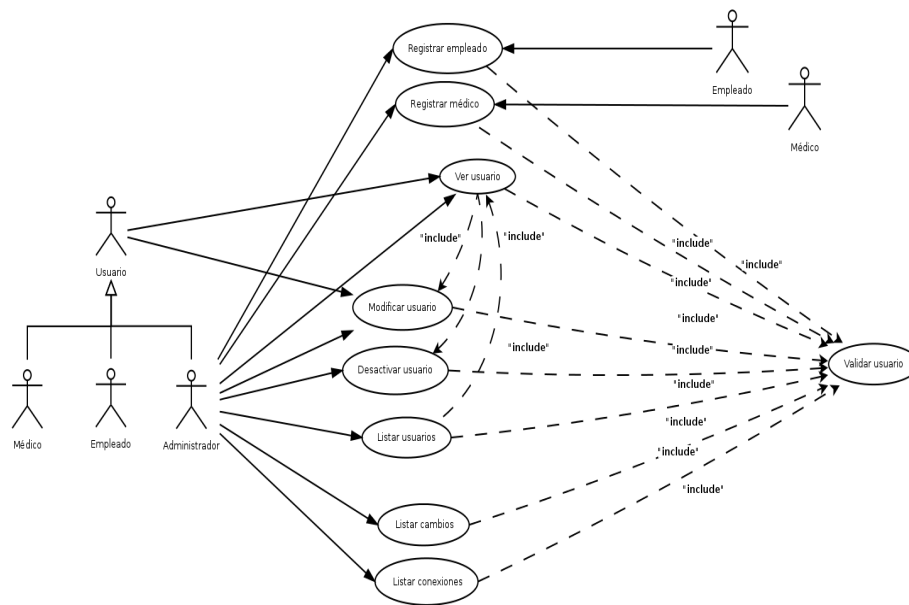 Registrar empleado
Empleado
Registrar médico
Médico
Ver usuario
"include"
"include"
"include"
"include"
Usuario
"include"
Modificar usuario
"include"
"include"
"include"
Validar usuario
Desactivar usuario
"include"
Médico
Empleado
Administrador
Listar usuarios
"include"
"include"
"include"
Listar cambios
Listar conexiones